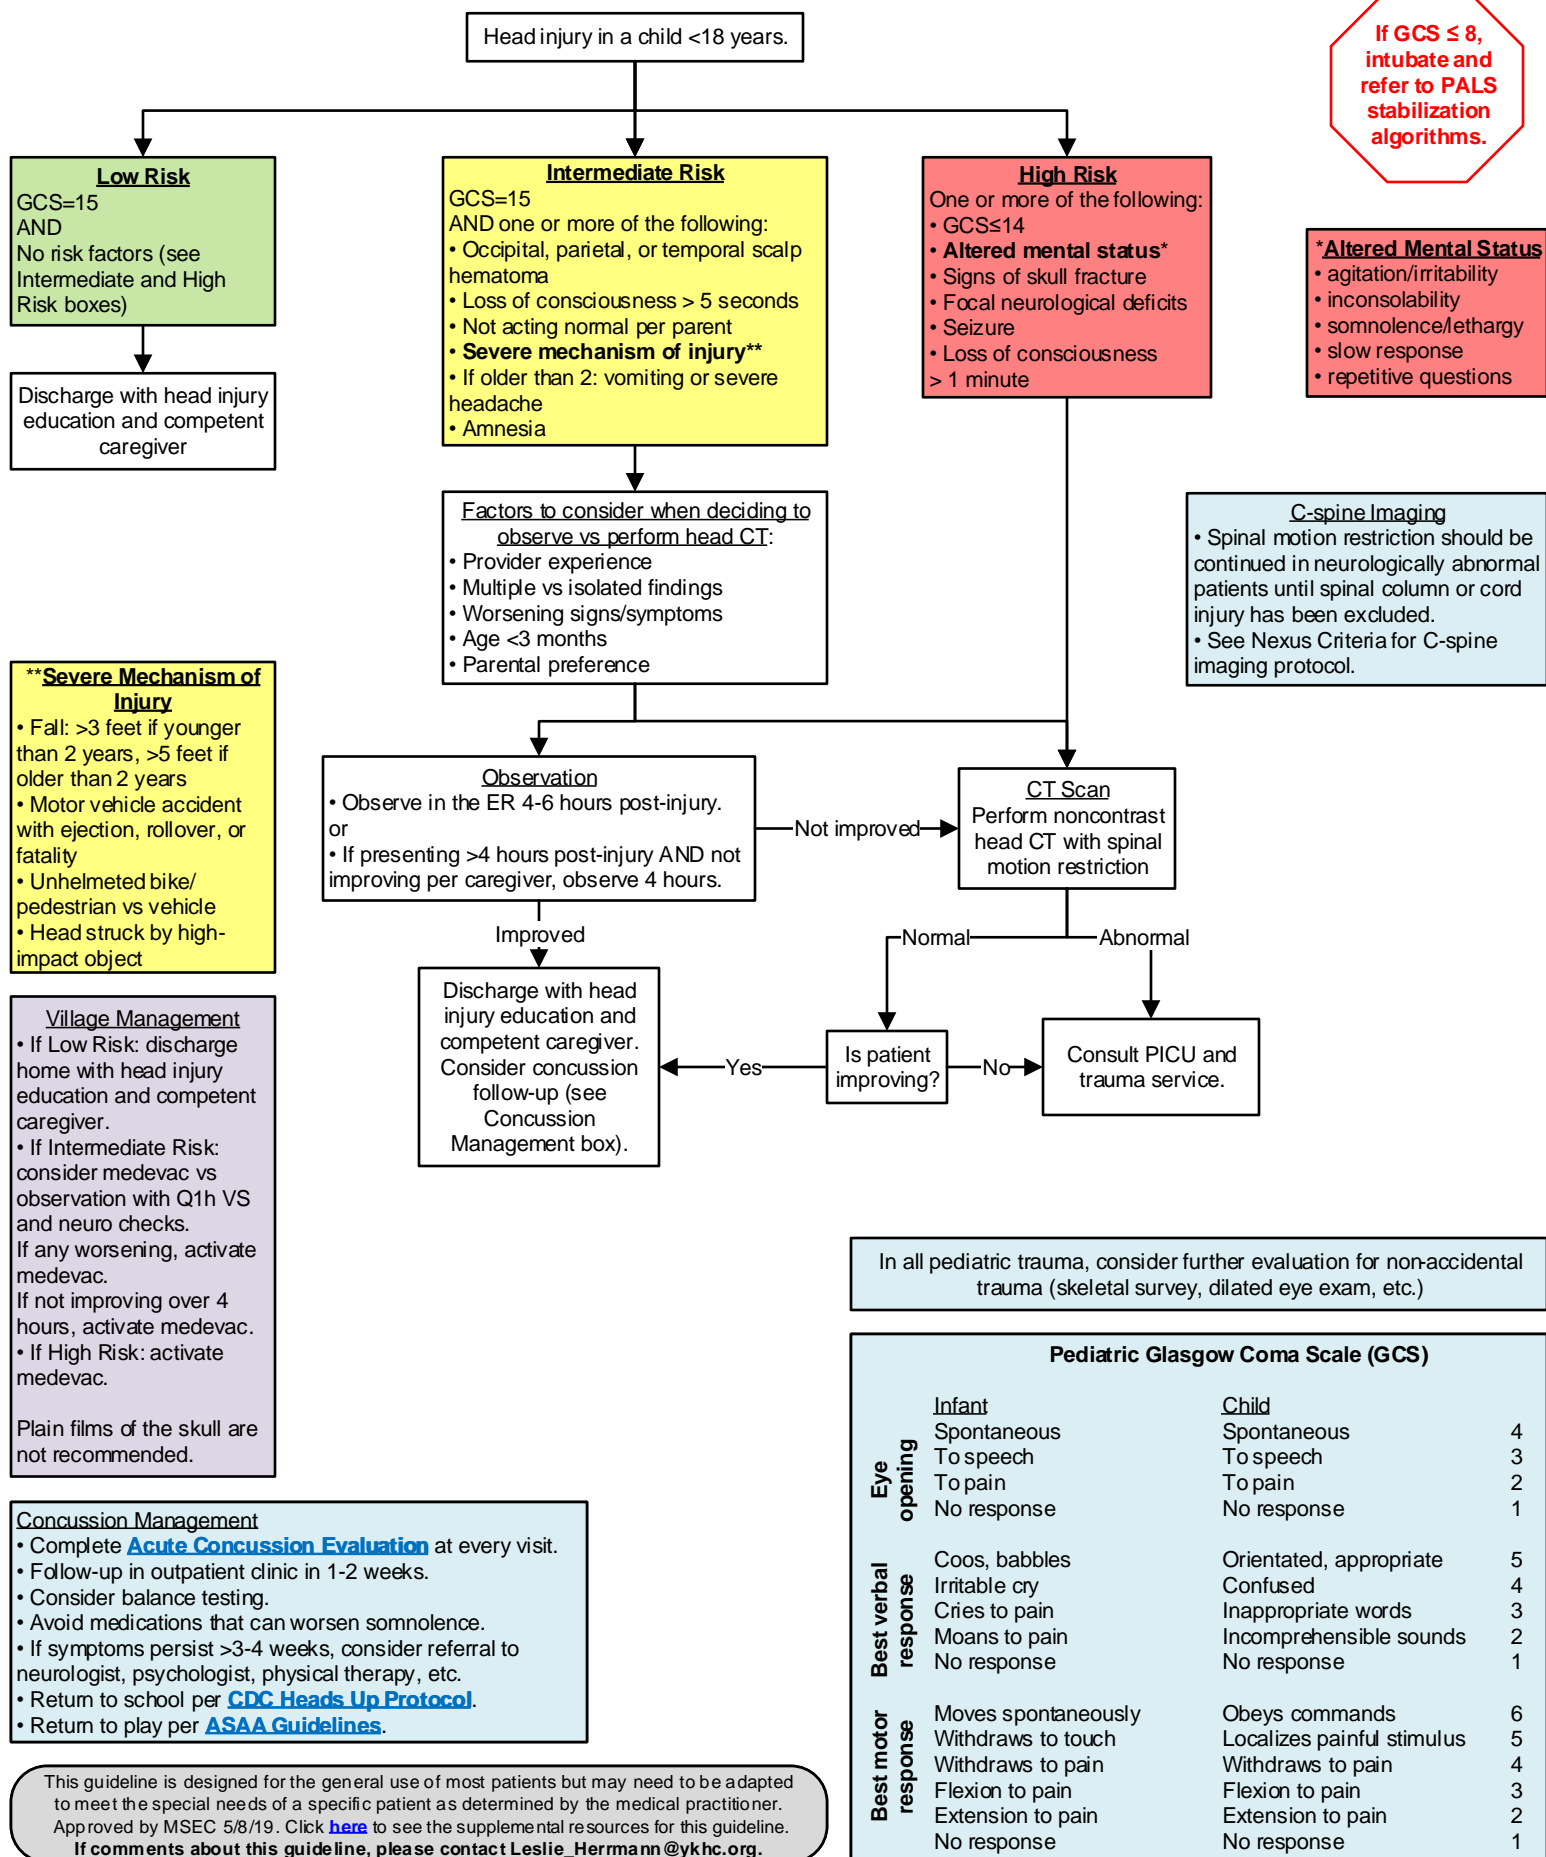 Head injury in a child <18 years.
If GCS ≤ 8,
intubate and
refer to PALS
stabilization
algorithms.
Low Risk
GCS=15
AND
No risk factors (see
Intermediate and High
Risk boxes)
Intermediate Risk
GCS=15
AND one or more of the following:
• Occipital, parietal, or temporal scalp
hematoma
• Loss of consciousness > 5 seconds
• Not acting normal per parent
• Severe mechanism of injury**
• If older than 2: vomiting or severe
headache
• Amnesia
High Risk
One or more of the following:
• GCS≤14
• Altered mental status*
• Signs of skull fracture
• Focal neurological deficits
• Seizure
• Loss of consciousness
> 1 minute
*Altered Mental Status
• agitation/irritability
• inconsolability
• somnolence/lethargy
• slow response
• repetitive questions
Discharge with head injury
education and competent
caregiver
Factors to consider when deciding to
observe vs perform head CT:
• Provider experience
• Multiple vs isolated findings
• Worsening signs/symptoms
• Age <3 months
• Parental preference
C-spine Imaging
• Spinal motion restriction should be
continued in neurologically abnormal
patients until spinal column or cord
injury has been excluded.
• See Nexus Criteria for C-spine
imaging protocol.
**Severe Mechanism of
Injury
• Fall: >3 feet if younger
than 2 years, >5 feet if
older than 2 years
• Motor vehicle accident
with ejection, rollover, or
fatality
• Unhelmeted bike/
pedestrian vs vehicle
• Head struck by high-
impact object
Observation
• Observe in the ER 4-6 hours post-injury.
or
• If presenting >4 hours post-injury AND not
improving per caregiver, observe 4 hours.
Not improved
CT Scan
Perform noncontrast
head CT with spinal
motion restriction
Improved
Normal
Abnormal
Discharge with head
injury education and
competent caregiver.
Consider concussion
follow-up (see
Concussion
Management box).
Yes
Is patient
improving?
No
Consult PICU and
trauma service.
Village Management
• If Low Risk: discharge
home with head injury
education and competent
caregiver.
• If Intermediate Risk:
consider medevac vs
observation with Q1h VS
and neuro checks.
If any worsening, activate
medevac.
If not improving over 4
hours, activate medevac.
• If High Risk: activate
medevac.
Plain films of the skull are
not recommended.
In all pediatric trauma, consider further evaluation for non-accidental
trauma (skeletal survey, dilated eye exam, etc.)
Concussion Management
• Complete Acute Concussion Evaluation at every visit.
• Follow-up in outpatient clinic in 1-2 weeks.
• Consider balance testing.
• Avoid medications that can worsen somnolence.
• If symptoms persist >3-4 weeks, consider referral to
neurologist, psychologist, physical therapy, etc.
• Return to school per CDC Heads Up Protocol.
• Return to play per ASAA Guidelines.
Pediatric Glasgow Coma Scale (GCS)
Infant Child
Eye
opening
Spontaneous Spontaneous 4
To speech To speech 3
To pain To pain 2
No response No response 1
Best verbal
response
Coos, babbles Orientated, appropriate 5
Irritable cry Confused 4
Cries to pain Inappropriate words 3
Moans to pain Incomprehensible sounds 2
No response No response 1
Best motor
response
Moves spontaneously Obeys commands 6
Withdraws to touch Localizes painful stimulus 5
Withdraws to pain Withdraws to pain 4
Flexion to pain Flexion to pain 3
Extension to pain Extension to pain 2
No response No response 1
This guideline is designed for the general use of most patients but may need to be adapted
to meet the special needs of a specific patient as determined by the medical practitioner.
Approved by MSEC 5/8/19. Click here to see the supplemental resources for this guideline.
If comments about this guideline, please contact Leslie_Herrmann@ykhc.org.